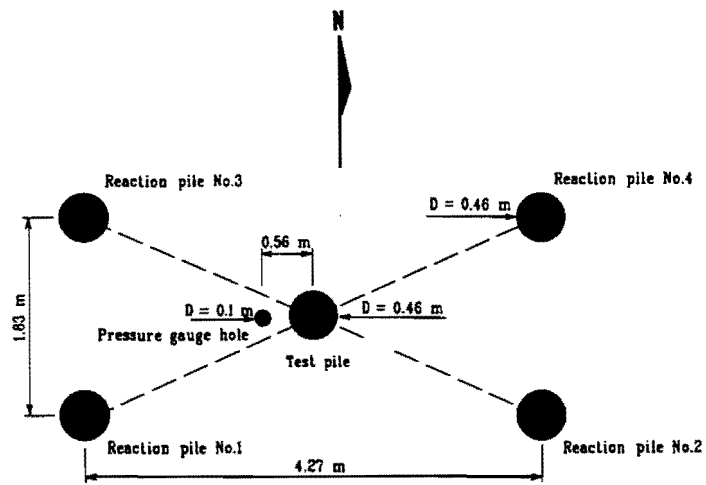 N
Reaction pile No.3
Reaction pile No.4
D = 0.46 m
0.56 m
1.83 m
D = 0.1 m
D = 0.46 m
Pressure gauge hole
Test pile
Reaction pile No.1
Reaction pile No.2
4.27 m